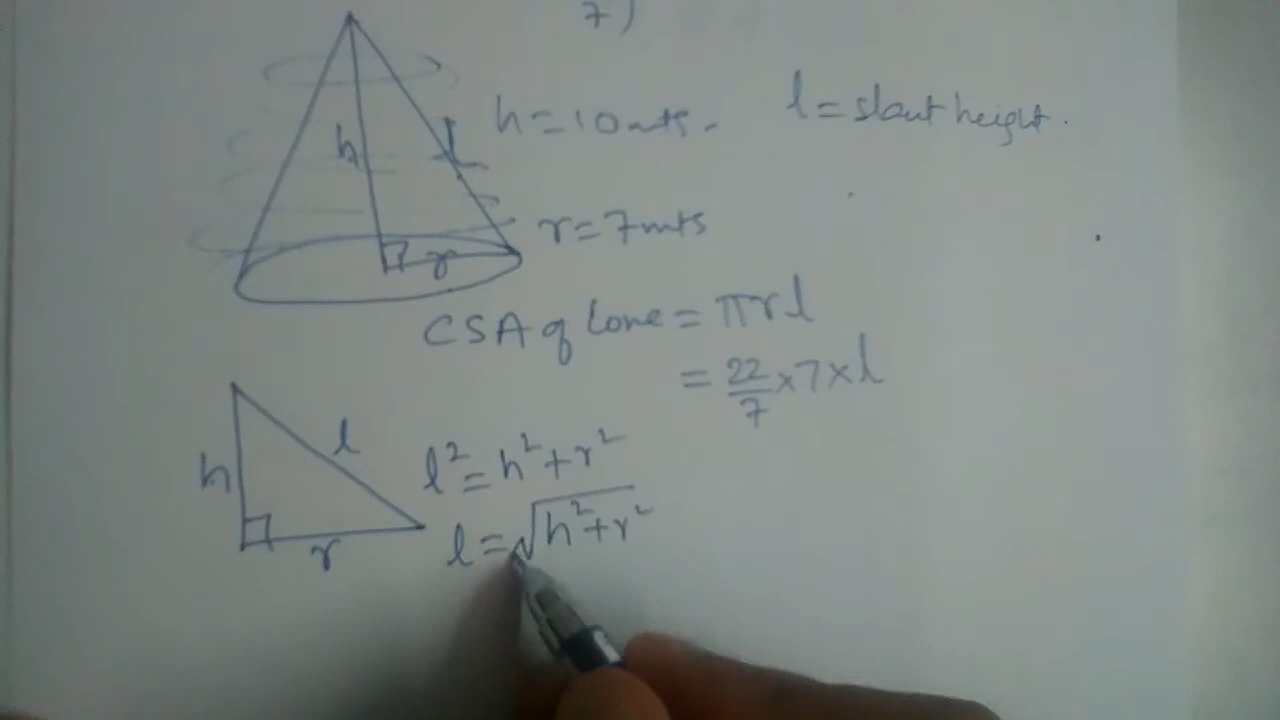 7)
h = 10 mts.
l = slant height.
h
l
r = 7 mts
r
CSA of Cone = πrl
= 22/7 × 7 × l
h
l
r
l² = h² + r²
l = √h² + r²